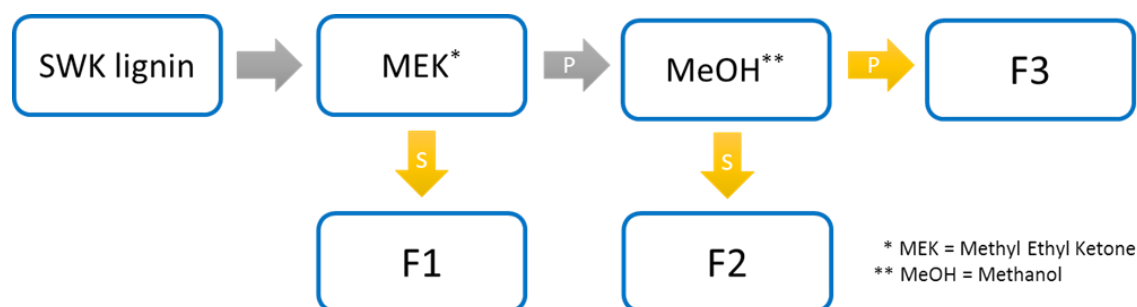 SWK lignin
MEK*
P
MeOH**
P
F3
S
S
F1
F2
* MEK = Methyl Ethyl Ketone
** MeOH = Methanol